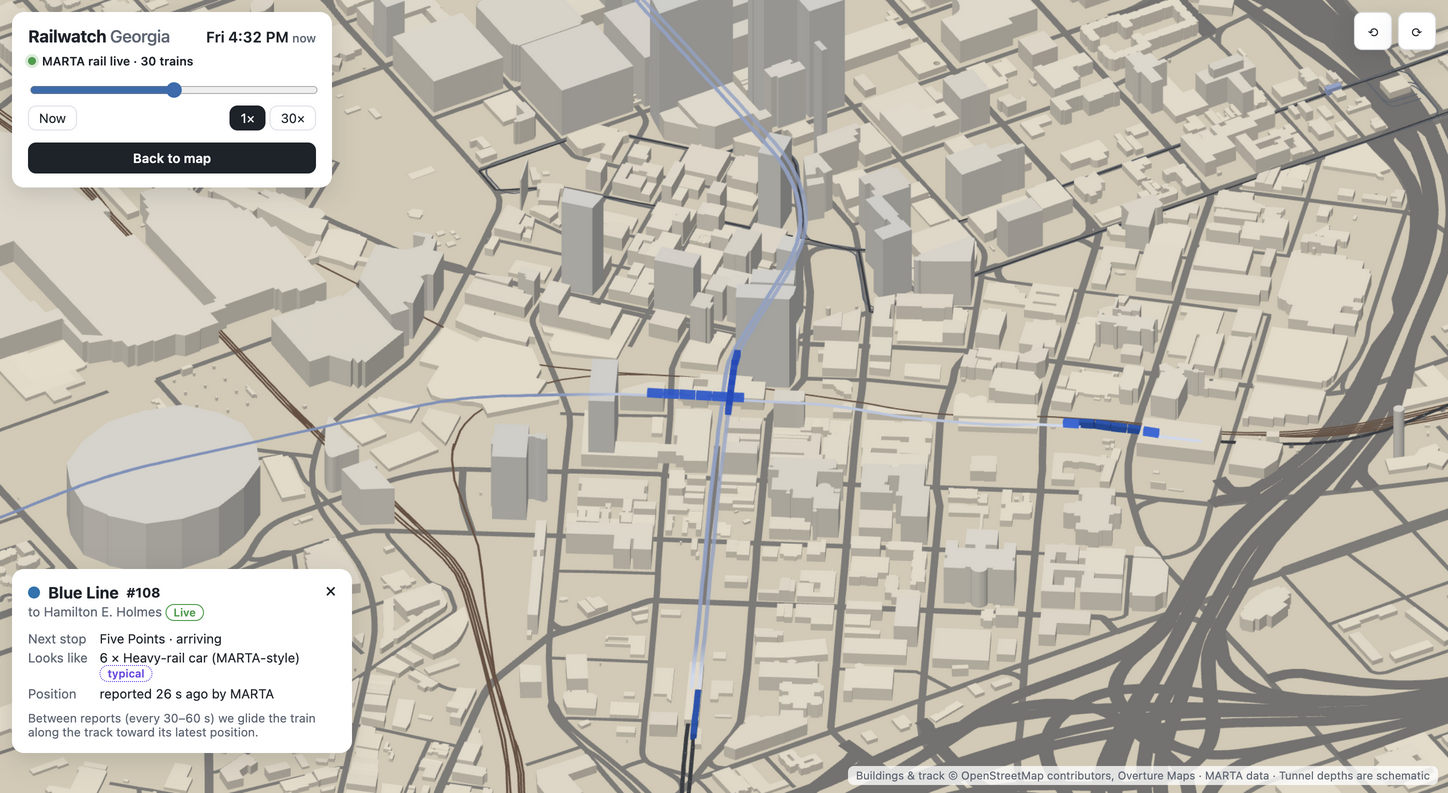 Railwatch Georgia
Fri 4:32 PM now
MARTA rail live · 30 trains
Now
1×
30×
Back to map
⟲
⟳
Blue Line #108
×
to Hamilton E. Holmes Live
Next stop Five Points · arriving
Looks like 6 × Heavy-rail car (MARTA-style)
typical
Position reported 26 s ago by MARTA
Between reports (every 30–60 s) we glide the train
along the track toward its latest position.
Buildings & track © OpenStreetMap contributors, Overture Maps · MARTA data · Tunnel depths are schematic